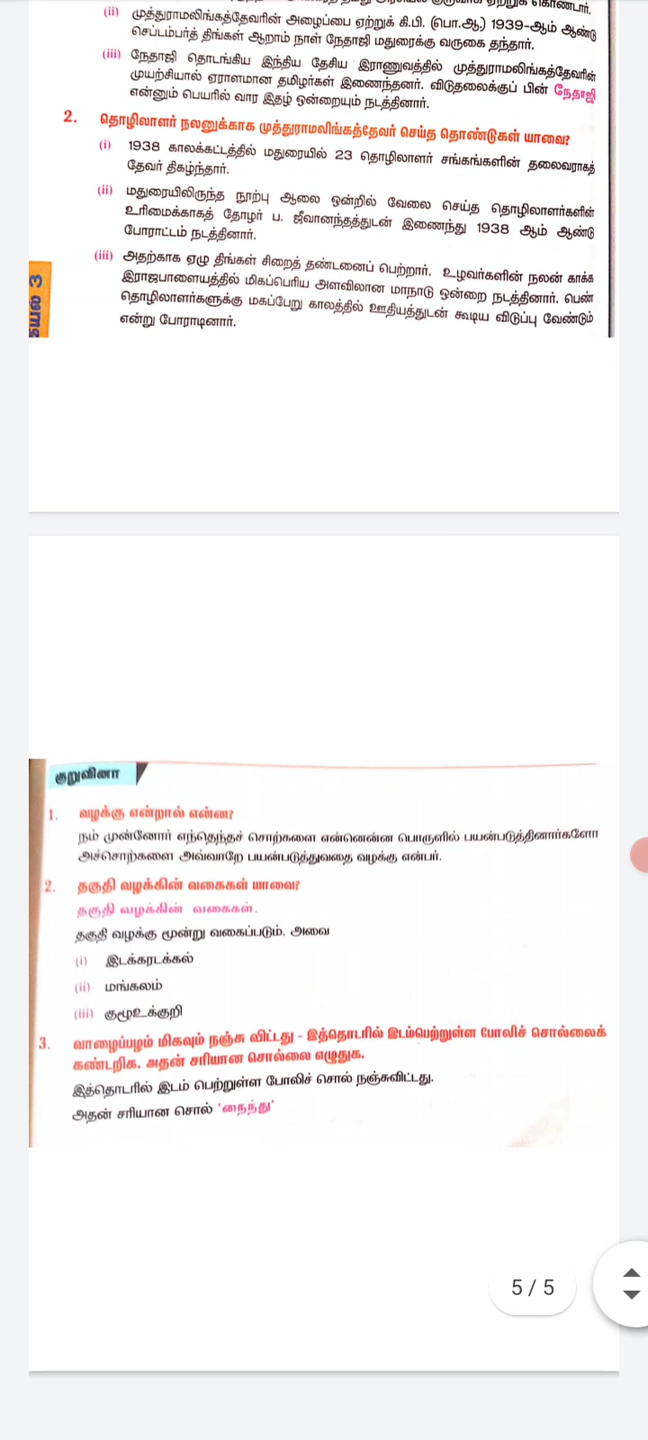 (ii) முத்துராமலிங்கத்தேவரின் அழைப்பை ஏற்றுக் கி.பி. (பொ.ஆ.) 1939-ஆம் ஆண்டு
செப்டம்பர்த் திங்கள் ஆறாம் நாள் நேதாஜி மதுரைக்கு வருகை தந்தார்.
(iii) நேதாஜி தொடங்கிய இந்திய தேசிய இராணுவத்தில் முத்துராமலிங்கத்தேவரின்
முயற்சியால் ஏராளமான தமிழர்கள் இணைந்தனர். விடுதலைக்குப் பின் நேதாஜி
என்னும் பெயரில் வார இதழ் ஒன்றையும் நடத்தினார்.
2. தொழிலாளர் நலனுக்காக முத்துராமலிங்கத்தேவர் செய்த தொண்டுகள் யாவை?
(i) 1938 காலக்கட்டத்தில் மதுரையில் 23 தொழிலாளர் சங்கங்களின் தலைவராகத்
தேவர் திகழ்ந்தார்.
(ii) மதுரையிலிருந்த நூற்பு ஆலை ஒன்றில் வேலை செய்த தொழிலாளர்களின்
உரிமைக்காகத் தோழர் ப. ஜீவானந்தத்துடன் இணைந்து 1938 ஆம் ஆண்டு
போராட்டம் நடத்தினார்.
(iii) அதற்காக ஏழு திங்கள் சிறைத் தண்டனைப் பெற்றார். உழவர்களின் நலன் காக்க
இராஜபாளையத்தில் மிகப்பெரிய அளவிலான மாநாடு ஒன்றை நடத்தினார். பெண்
தொழிலாளர்களுக்கு மகப்பேறு காலத்தில் ஊதியத்துடன் கூடிய விடுப்பு வேண்டும்
என்று போராடினார்.
இயல் 3
குறுவினா
1. வழக்கு என்றால் என்ன?
நம் முன்னோர் எந்தெந்தச் சொற்களை என்னென்ன பொருளில் பயன்படுத்தினார்களோ
அச்சொற்களை அவ்வாறே பயன்படுத்துவதை வழக்கு என்பர்.
2. தகுதி வழக்கின் வகைகள் யாவை?
தகுதி வழக்கின் வகைகள்.
தகுதி வழக்கு மூன்று வகைப்படும். அவை
(i) இடக்கரடக்கல்
(ii) மங்கலம்
(iii) குழூஉக்குறி
3. வாழைப்பழம் மிகவும் நஞ்சு விட்டது - இத்தொடரில் இடம்பெற்றுள்ள போலிச் சொல்லைக்
கண்டறிக. அதன் சரியான சொல்லை எழுதுக.
இத்தொடரில் இடம் பெற்றுள்ள போலிச் சொல் நஞ்சுவிட்டது.
அதன் சரியான சொல் 'நைந்து'
5 / 5